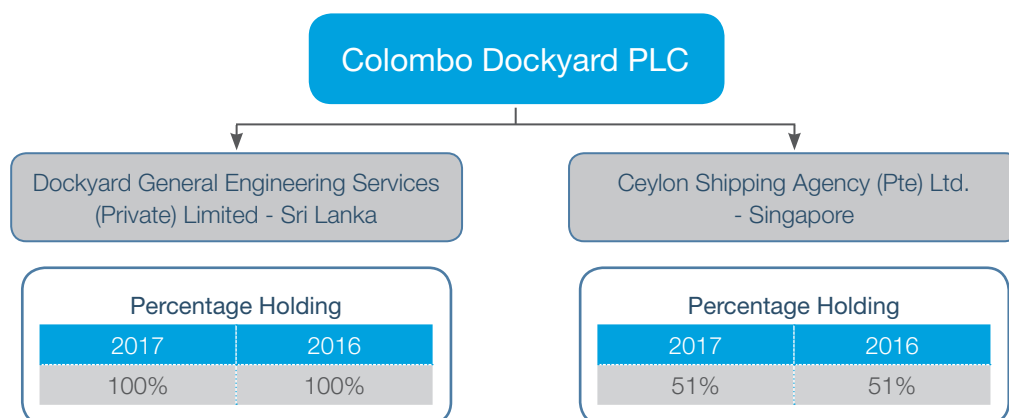 Colombo Dockyard PLC
Dockyard General Engineering Services
(Private) Limited - Sri Lanka
Ceylon Shipping Agency (Pte) Ltd.
- Singapore
Percentage Holding
2017 2016
100% 100%
Percentage Holding
2017 2016
51% 51%